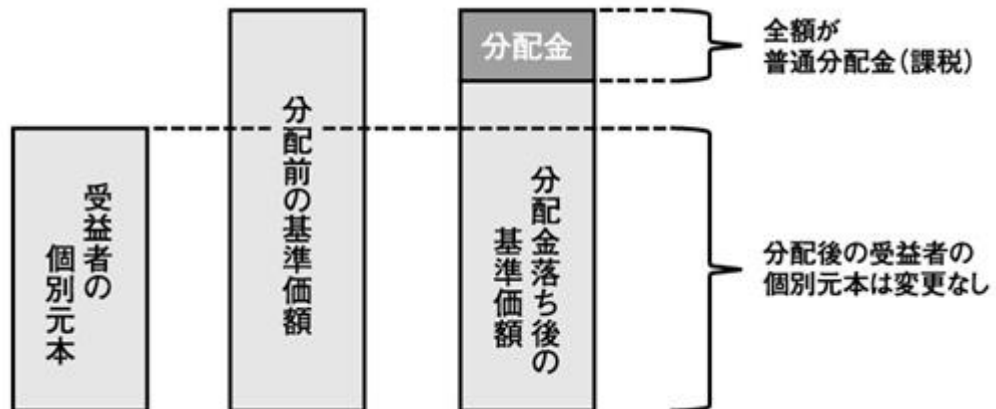 受益者の
個別元本
分配前の基準価額
分配金
分配金落ち後の
基準価額
全額が
普通分配金（課税）
分配後の受益者の
個別元本は変更なし